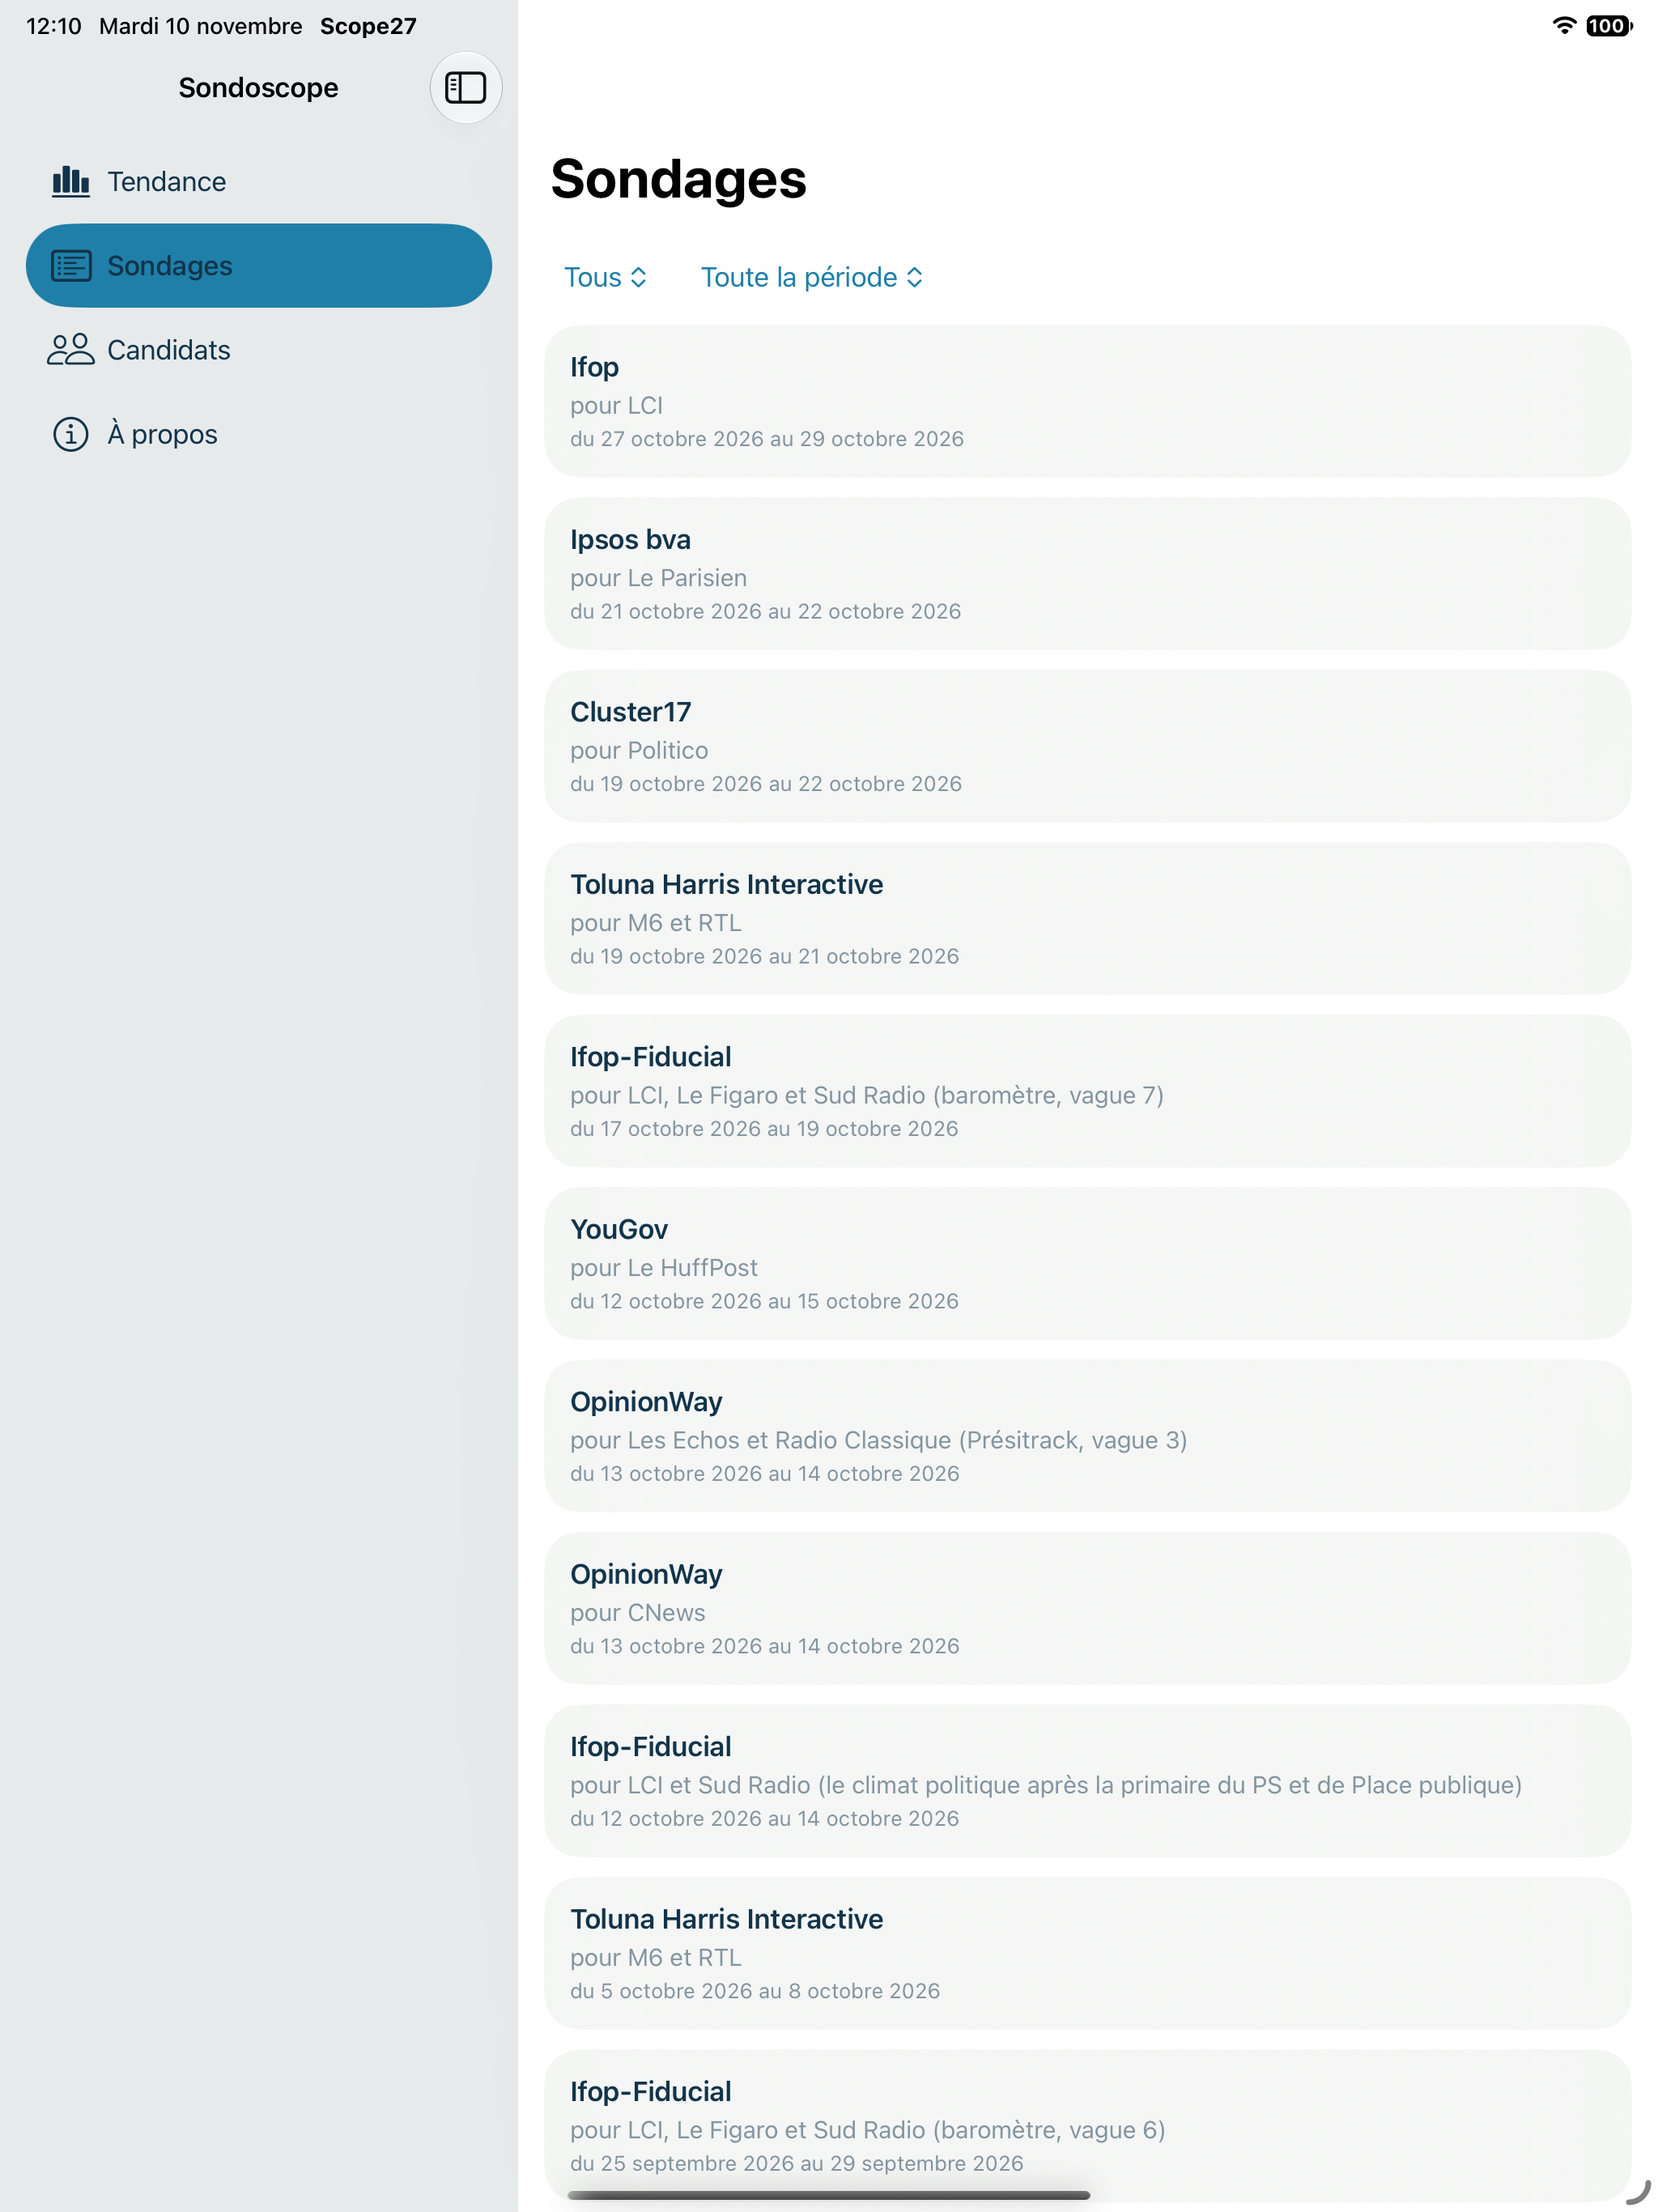 12:10 Mardi 10 novembre Scope27
100
Sondoscope
Tendance
Sondages
Candidats
À propos
Sondages
Tous
Toute la période
Ifop
pour LCI
du 27 octobre 2026 au 29 octobre 2026
Ipsos bva
pour Le Parisien
du 21 octobre 2026 au 22 octobre 2026
Cluster17
pour Politico
du 19 octobre 2026 au 22 octobre 2026
Toluna Harris Interactive
pour M6 et RTL
du 19 octobre 2026 au 21 octobre 2026
Ifop-Fiducial
pour LCI, Le Figaro et Sud Radio (baromètre, vague 7)
du 17 octobre 2026 au 19 octobre 2026
YouGov
pour Le HuffPost
du 12 octobre 2026 au 15 octobre 2026
OpinionWay
pour Les Echos et Radio Classique (Présitrack, vague 3)
du 13 octobre 2026 au 14 octobre 2026
OpinionWay
pour CNews
du 13 octobre 2026 au 14 octobre 2026
Ifop-Fiducial
pour LCI et Sud Radio (le climat politique après la primaire du PS et de Place publique)
du 12 octobre 2026 au 14 octobre 2026
Toluna Harris Interactive
pour M6 et RTL
du 5 octobre 2026 au 8 octobre 2026
Ifop-Fiducial
pour LCI, Le Figaro et Sud Radio (baromètre, vague 6)
du 25 septembre 2026 au 29 septembre 2026